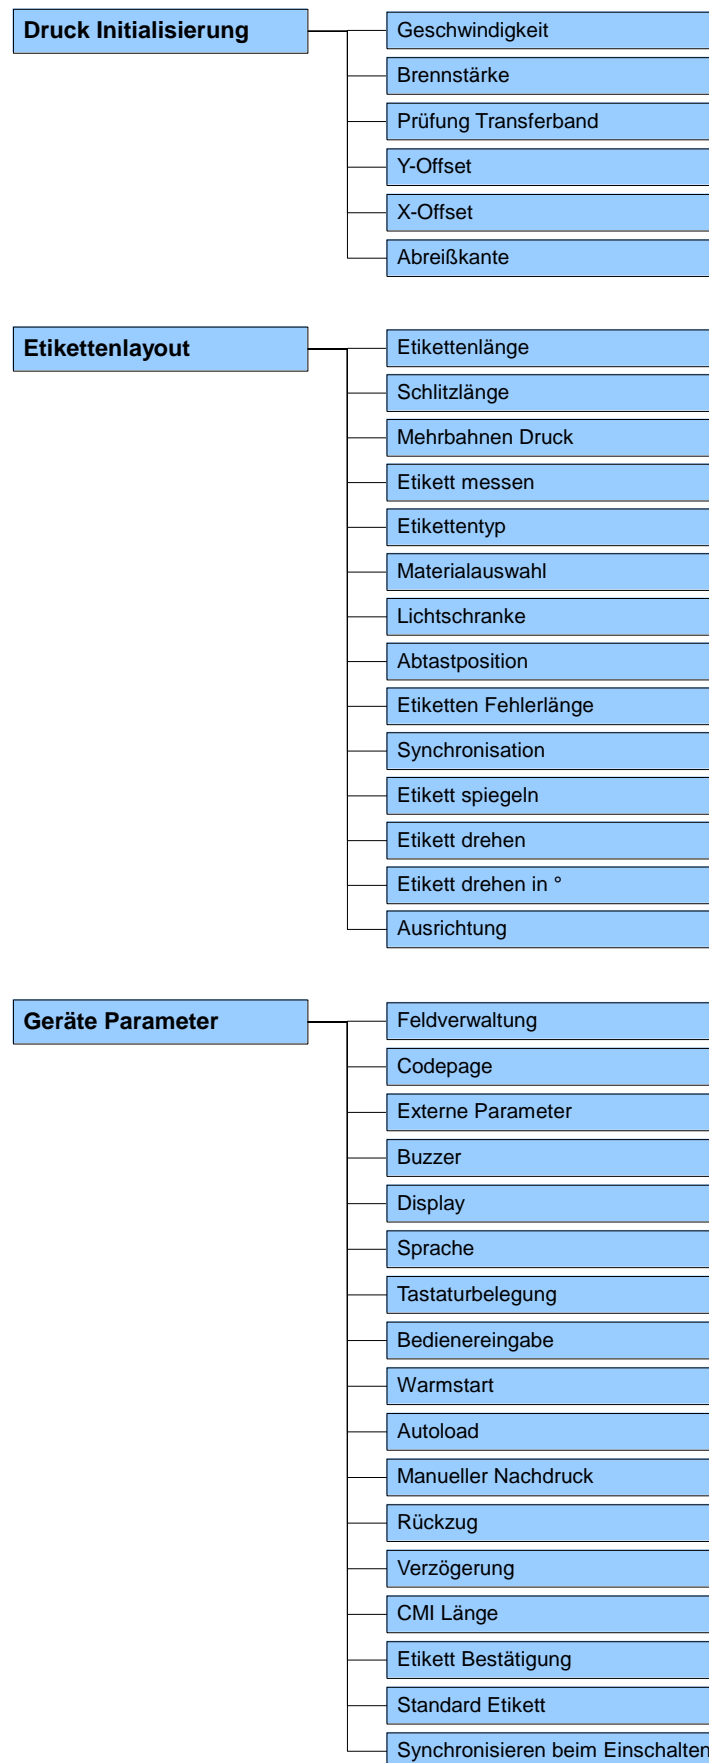 Druck Initialisierung
Geschwindigkeit
Brennstärke
Prüfung Transferband
Y-Offset
X-Offset
Abreißkante
Etikettenlayout
Etikettenlänge
Schlitzlänge
Mehrbahnen Druck
Etikett messen
Etikettentyp
Materialauswahl
Lichtschranke
Abtastposition
Etiketten Fehlerlänge
Synchronisation
Etikett spiegeln
Etikett drehen
Etikett drehen in °
Ausrichtung
Geräte Parameter
Feldverwaltung
Codepage
Externe Parameter
Buzzer
Display
Sprache
Tastaturbelegung
Bedienereingabe
Warmstart
Autoload
Manueller Nachdruck
Rückzug
Verzögerung
CMI Länge
Etikett Bestätigung
Standard Etikett
Synchronisieren beim Einschalten